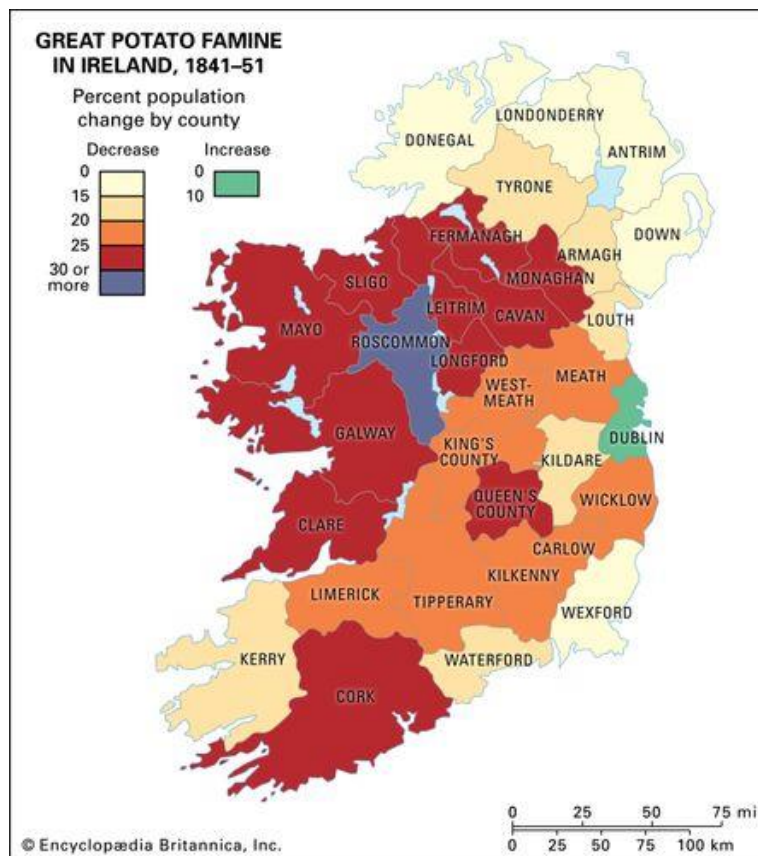 GREAT POTATO FAMINE
IN IRELAND, 1841–51
Percent population
change by county
Decrease
Increase
0
15
20
25
30 or
more
0
10
LONDONDERRY
DONEGAL
ANTRIM
TYRONE
DOWN
FERMANAGH
ARMAGH
MONAGHAN
SLIGO
LEITRIM
CAVAN
LOUTH
MAYO
ROSCOMMON
LONGFORD
WEST-
MEATH
MEATH
GALWAY
DUBLIN
KING'S
COUNTY
KILDARE
QUEEN'S
COUNTY
WICKLOW
CLARE
CARLOW
KILKENNY
LIMERICK
TIPPERARY
WEXFORD
KERRY
WATERFORD
CORK
0 25 50 75 mi
0 25 50 75 100 km
© Encyclopædia Britannica, Inc.